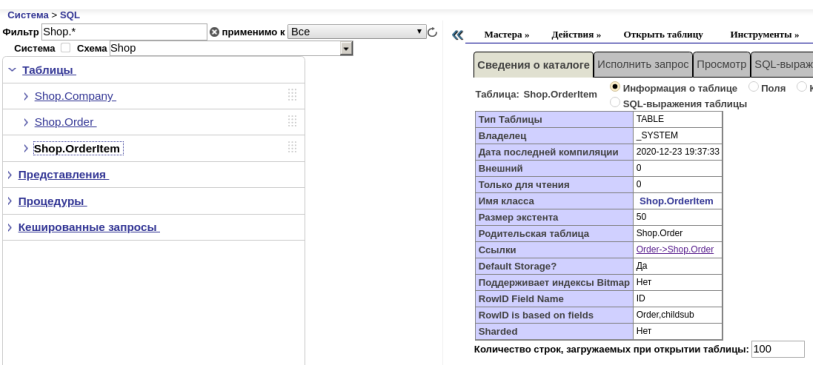 Система > SQL
Фильтр Shop.* применимо к Все
Система Схема Shop
Таблицы
Shop.Company
Shop.Order
Shop.OrderItem
Представления
Процедуры
Кешированные запросы
Мастера » Действия » Открыть таблицу Инструменты »
Сведения о каталоге Исполнить запрос Просмотр SQL-выраж
Таблица: Shop.OrderItem Информация о таблице Поля
SQL-выражения таблицы
Тип Таблицы TABLE
Владелец _SYSTEM
Дата последней компиляции 2020-12-23 19:37:33
Внешний 0
Только для чтения 0
Имя класса Shop.OrderItem
Размер экстента 50
Родительская таблица Shop.Order
Ссылки Order->Shop.Order
Default Storage? Да
Поддерживает индексы Bitmap Нет
RowID Field Name ID
RowID is based on fields Order,childsub
Sharded Нет
Количество строк, загружаемых при открытии таблицы: 100